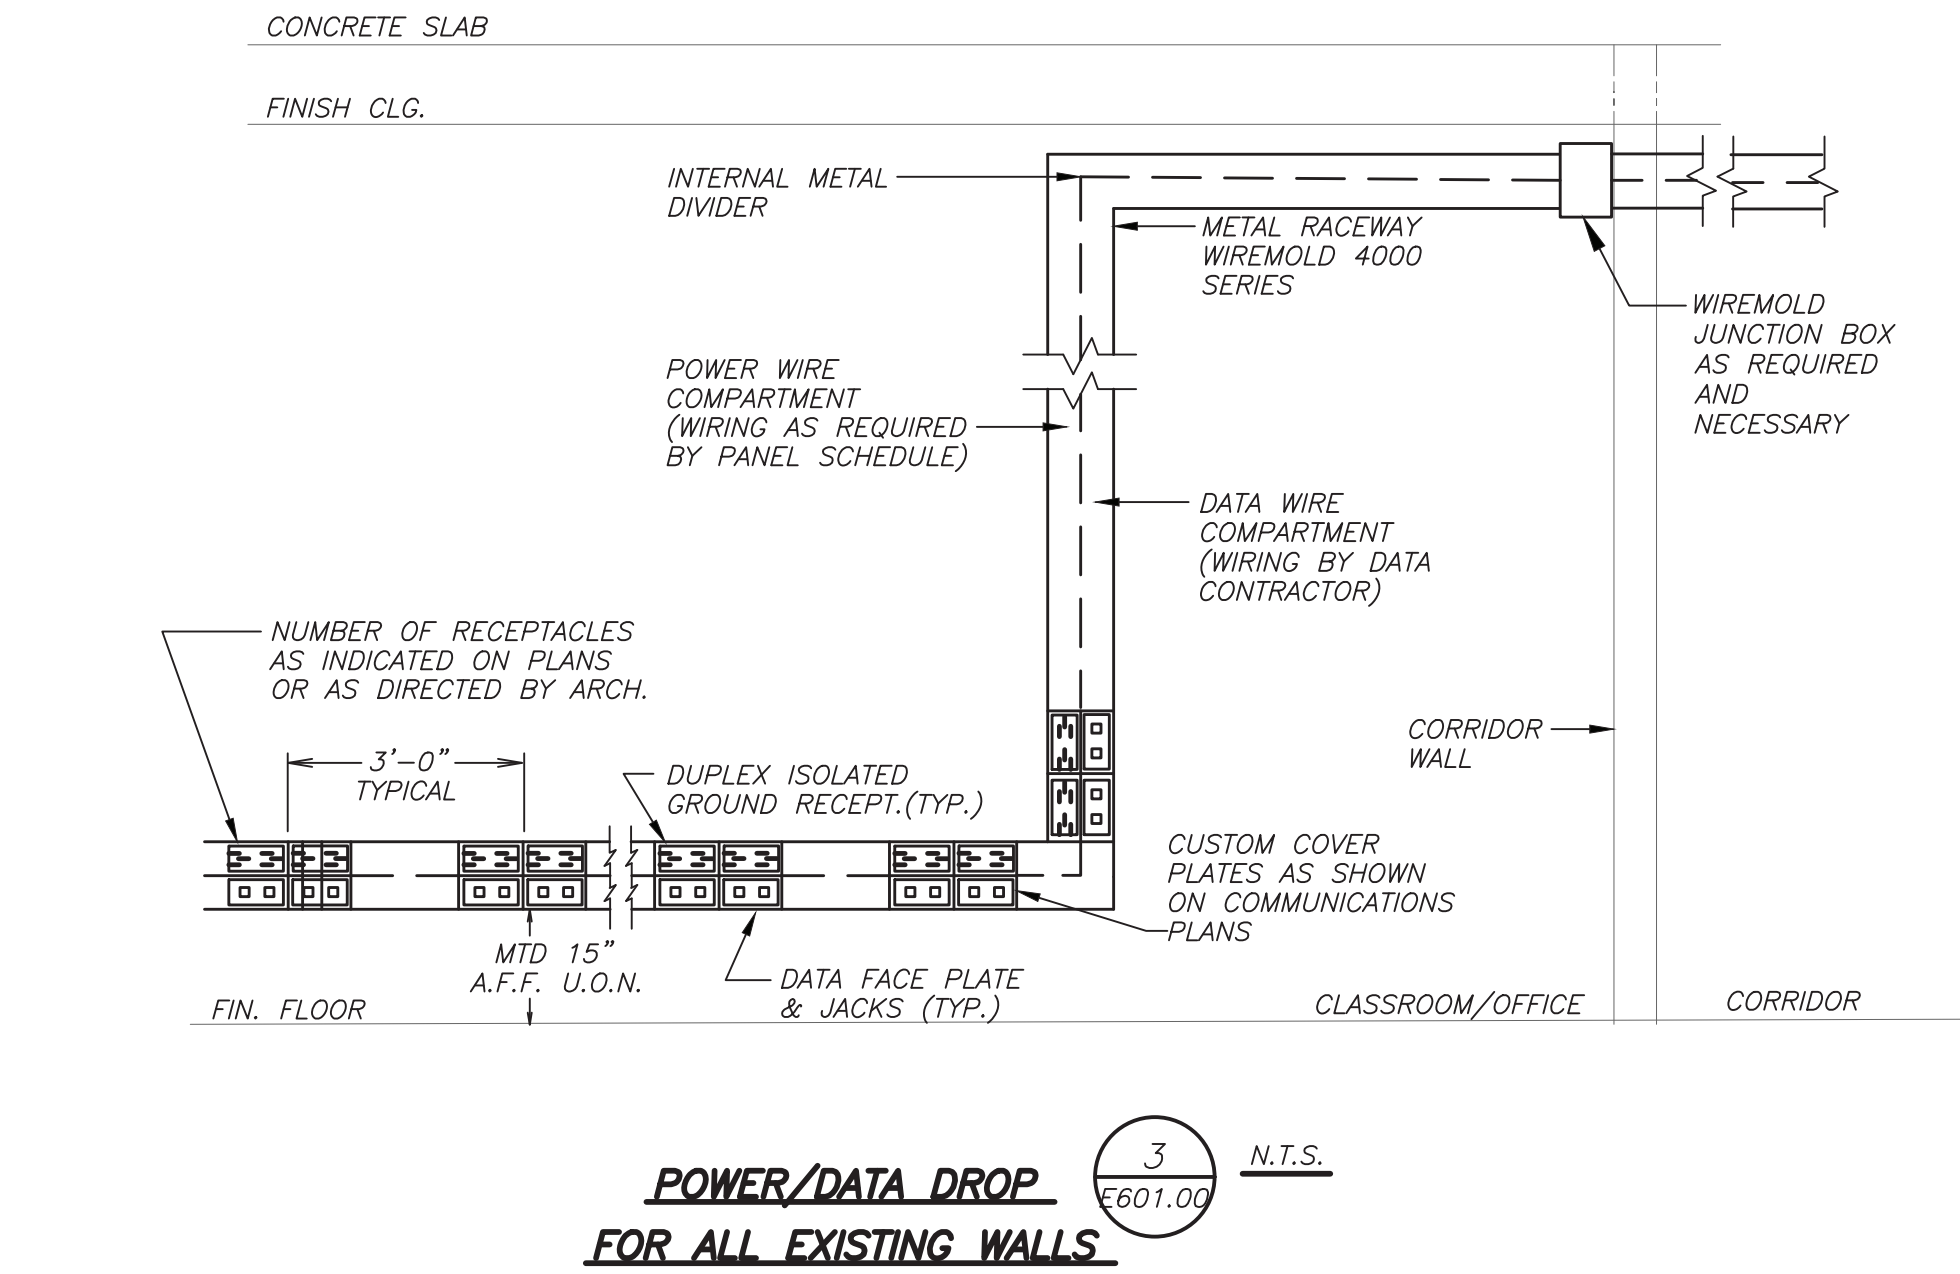 CONCRETE SLAB
FINISH CLG.
INTERNAL METAL
DIVIDER
METAL RACEWAY
WIREMOLD 4000
SERIES
WIREMOLD
JUNCTION BOX
AS REQUIRED
AND
NECESSARY
POWER WIRE
COMPARTMENT
(WIRING AS REQUIRED
BY PANEL SCHEDULE)
DATA WIRE
COMPARTMENT
(WIRING BY DATA
CONTRACTOR)
NUMBER OF RECEPTACLES
AS INDICATED ON PLANS
OR AS DIRECTED BY ARCH.
CORRIDOR
WALL
3'-0"
TYPICAL
DUPLEX ISOLATED
GROUND RECEPT.(TYP.)
CUSTOM COVER
PLATES AS SHOWN
ON COMMUNICATIONS
PLANS
MTD 15"
A.F.F. U.O.N.
DATA FACE PLATE
& JACKS (TYP.)
FIN. FLOOR
CLASSROOM/OFFICE
CORRIDOR
POWER/DATA DROP
FOR ALL EXISTING WALLS
3
E601.00
N.T.S.